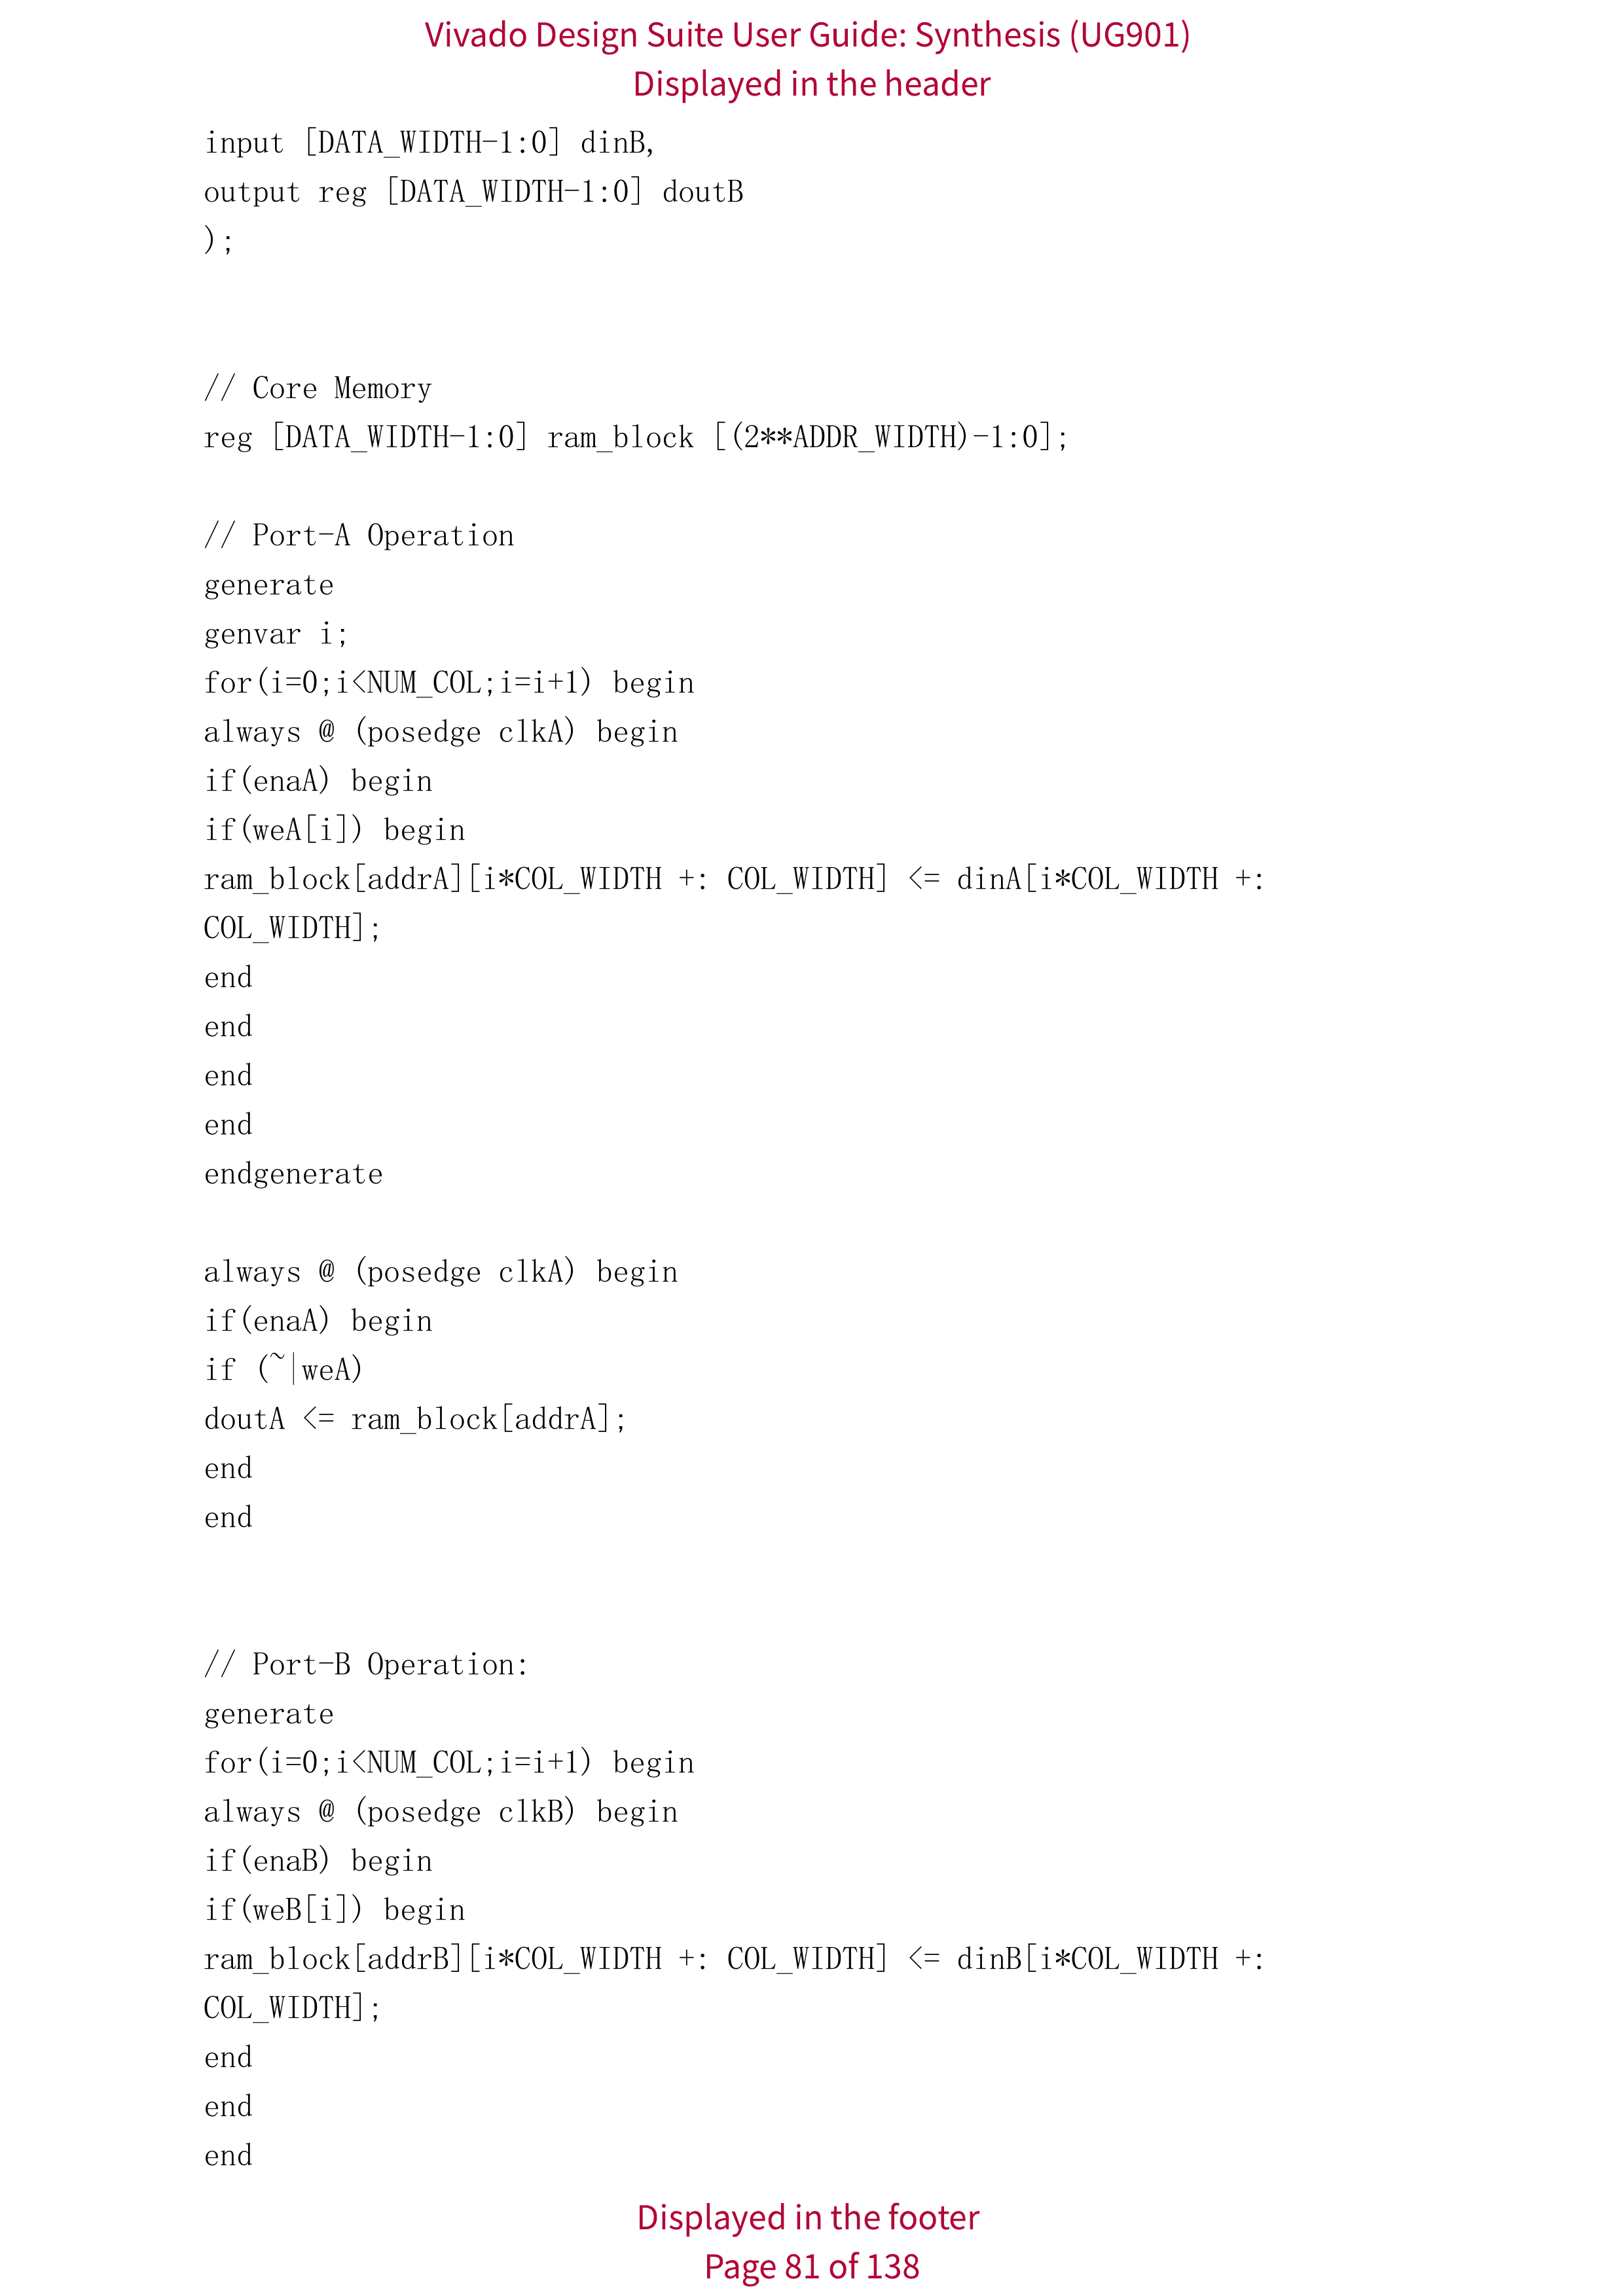 Vivado Design Suite User Guide: Synthesis (UG901)
Displayed in the header
input [DATA_WIDTH-1:0] dinB,
output reg [DATA_WIDTH-1:0] doutB
);
// Core Memory
reg [DATA_WIDTH-1:0] ram_block [(2**ADDR_WIDTH)-1:0];
// Port-A Operation
generate
genvar i;
for(i=0;i<NUM_COL;i=i+1) begin
always @ (posedge clkA) begin
if(enaA) begin
if(weA[i]) begin
ram_block[addrA][i*COL_WIDTH +: COL_WIDTH] <= dinA[i*COL_WIDTH +:
COL_WIDTH];
end
end
end
end
endgenerate
always @ (posedge clkA) begin
if(enaA) begin
if (~|weA)
doutA <= ram_block[addrA];
end
end
// Port-B Operation:
generate
for(i=0;i<NUM_COL;i=i+1) begin
always @ (posedge clkB) begin
if(enaB) begin
if(weB[i]) begin
ram_block[addrB][i*COL_WIDTH +: COL_WIDTH] <= dinB[i*COL_WIDTH +:
COL_WIDTH];
end
end
end
Displayed in the footer
Page 81 of 138